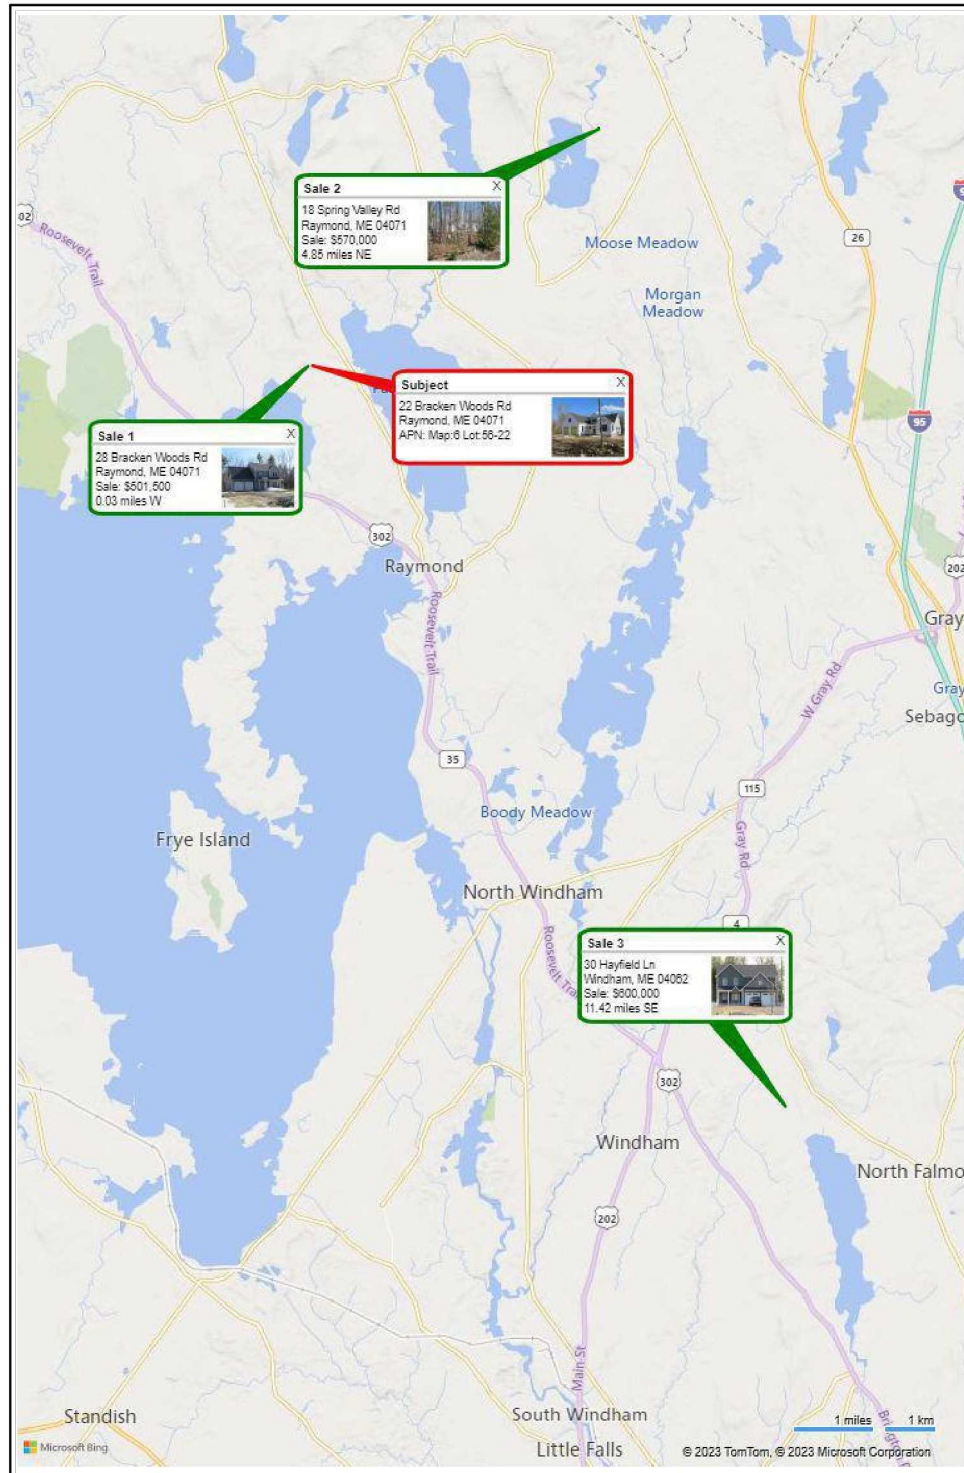 Sale 2 X
18 Spring Valley Rd
Raymond, ME 04071
Sale: $570,000
4.85 miles NE
02
Roosevelt Trail
Moose Meadow
26
Morgan
Meadow
Subject X
22 Bracken Woods Rd
Raymond, ME 04071
APN: Map:6 Lot:56-22
95
Sale 1 X
28 Bracken Woods Rd
Raymond, ME 04071
Sale: $501,500
0.03 miles W
302
Raymond
202
Roosevelt Trail
Gray
W Gray Rd
Gray
Sebago
35
115
Boody Meadow
Gray Rd
Frye Island
North Windham
4
Sale 3 X
30 Hayfield Ln
Windham, ME 04062
Sale: $600,000
11.42 miles SE
Roosevelt Tra
302
Windham
North Falmo
202
Main St
Standish
South Windham
1 miles 1 km
Microsoft Bing
Little Falls
© 2023 TomTom, © 2023 Microsoft Corporation